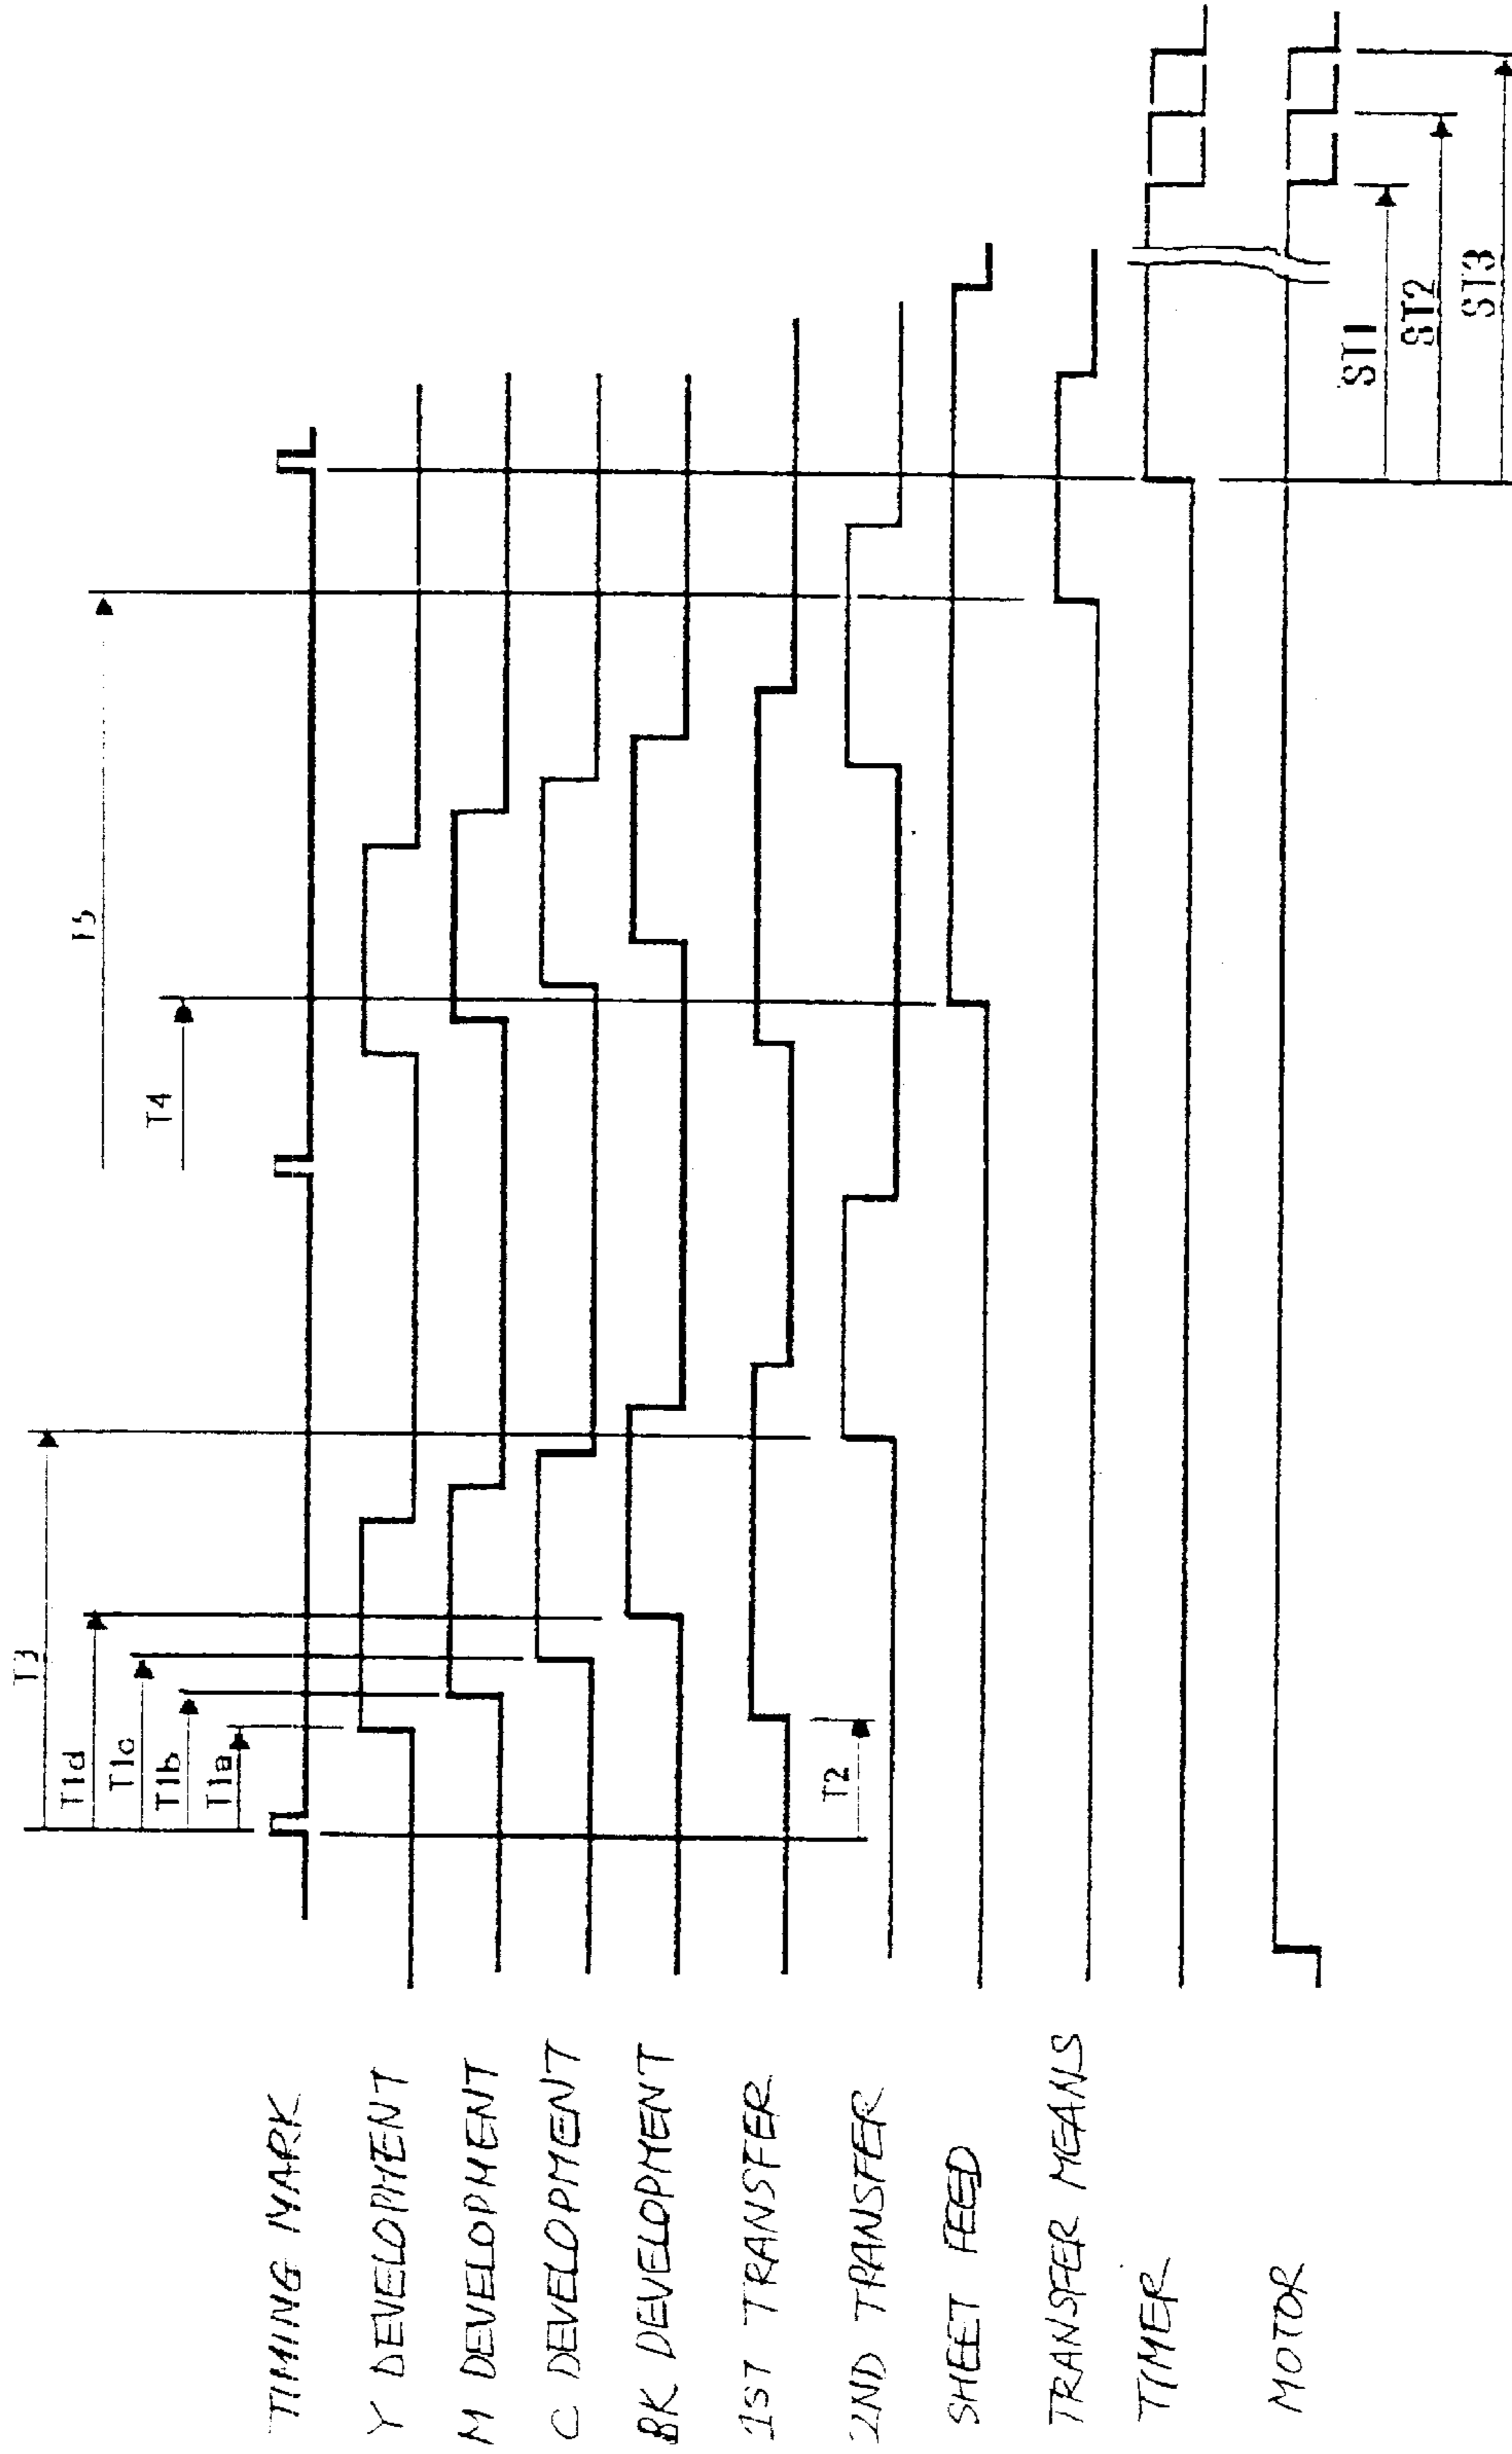 T3
T1d
T1c
T1b
T1a
T5
T4
TIMING MARK
Y DEVELOPMENT
M DEVELOPMENT
C DEVELOPMENT
BK DEVELOPMENT
1ST TRANSFER
T2
2ND TRANSFER
SHEET FEED
TRANSFER MEANS
TIMER
MOTOR
ST1
ST2
ST3